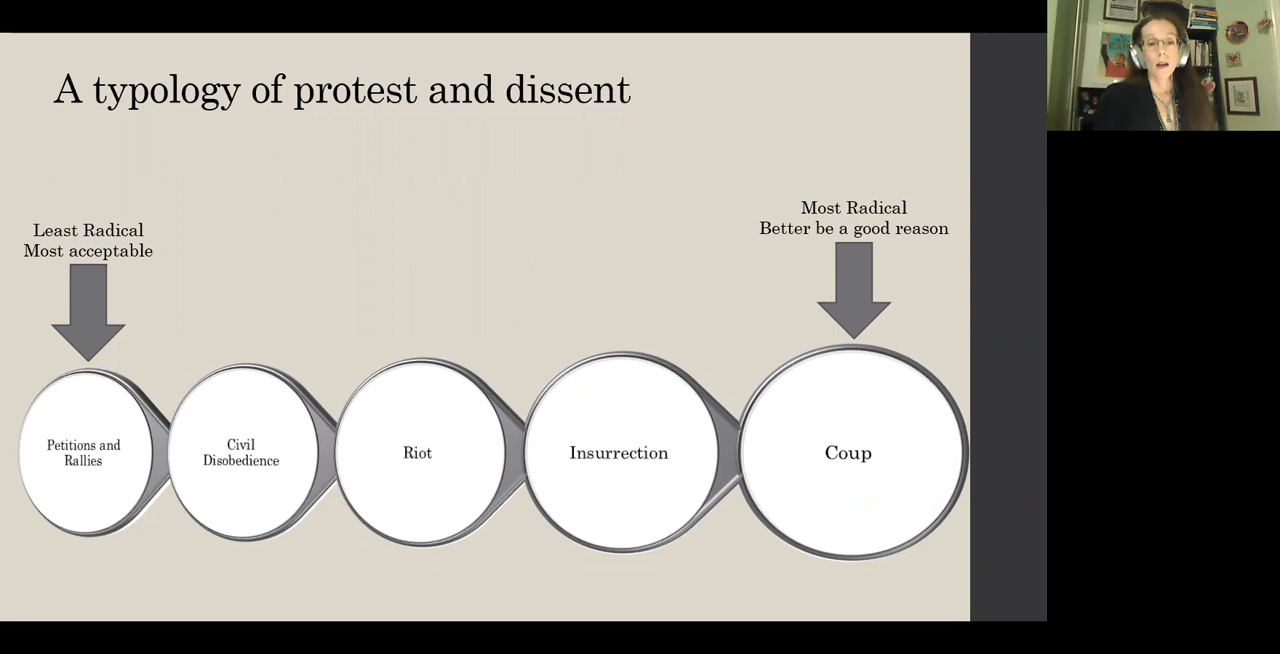 A typology of protest and dissent
Least Radical
Most acceptable
Most Radical
Better be a good reason
Petitions and
Rallies
Civil
Disobedience
Riot
Insurrection
Coup